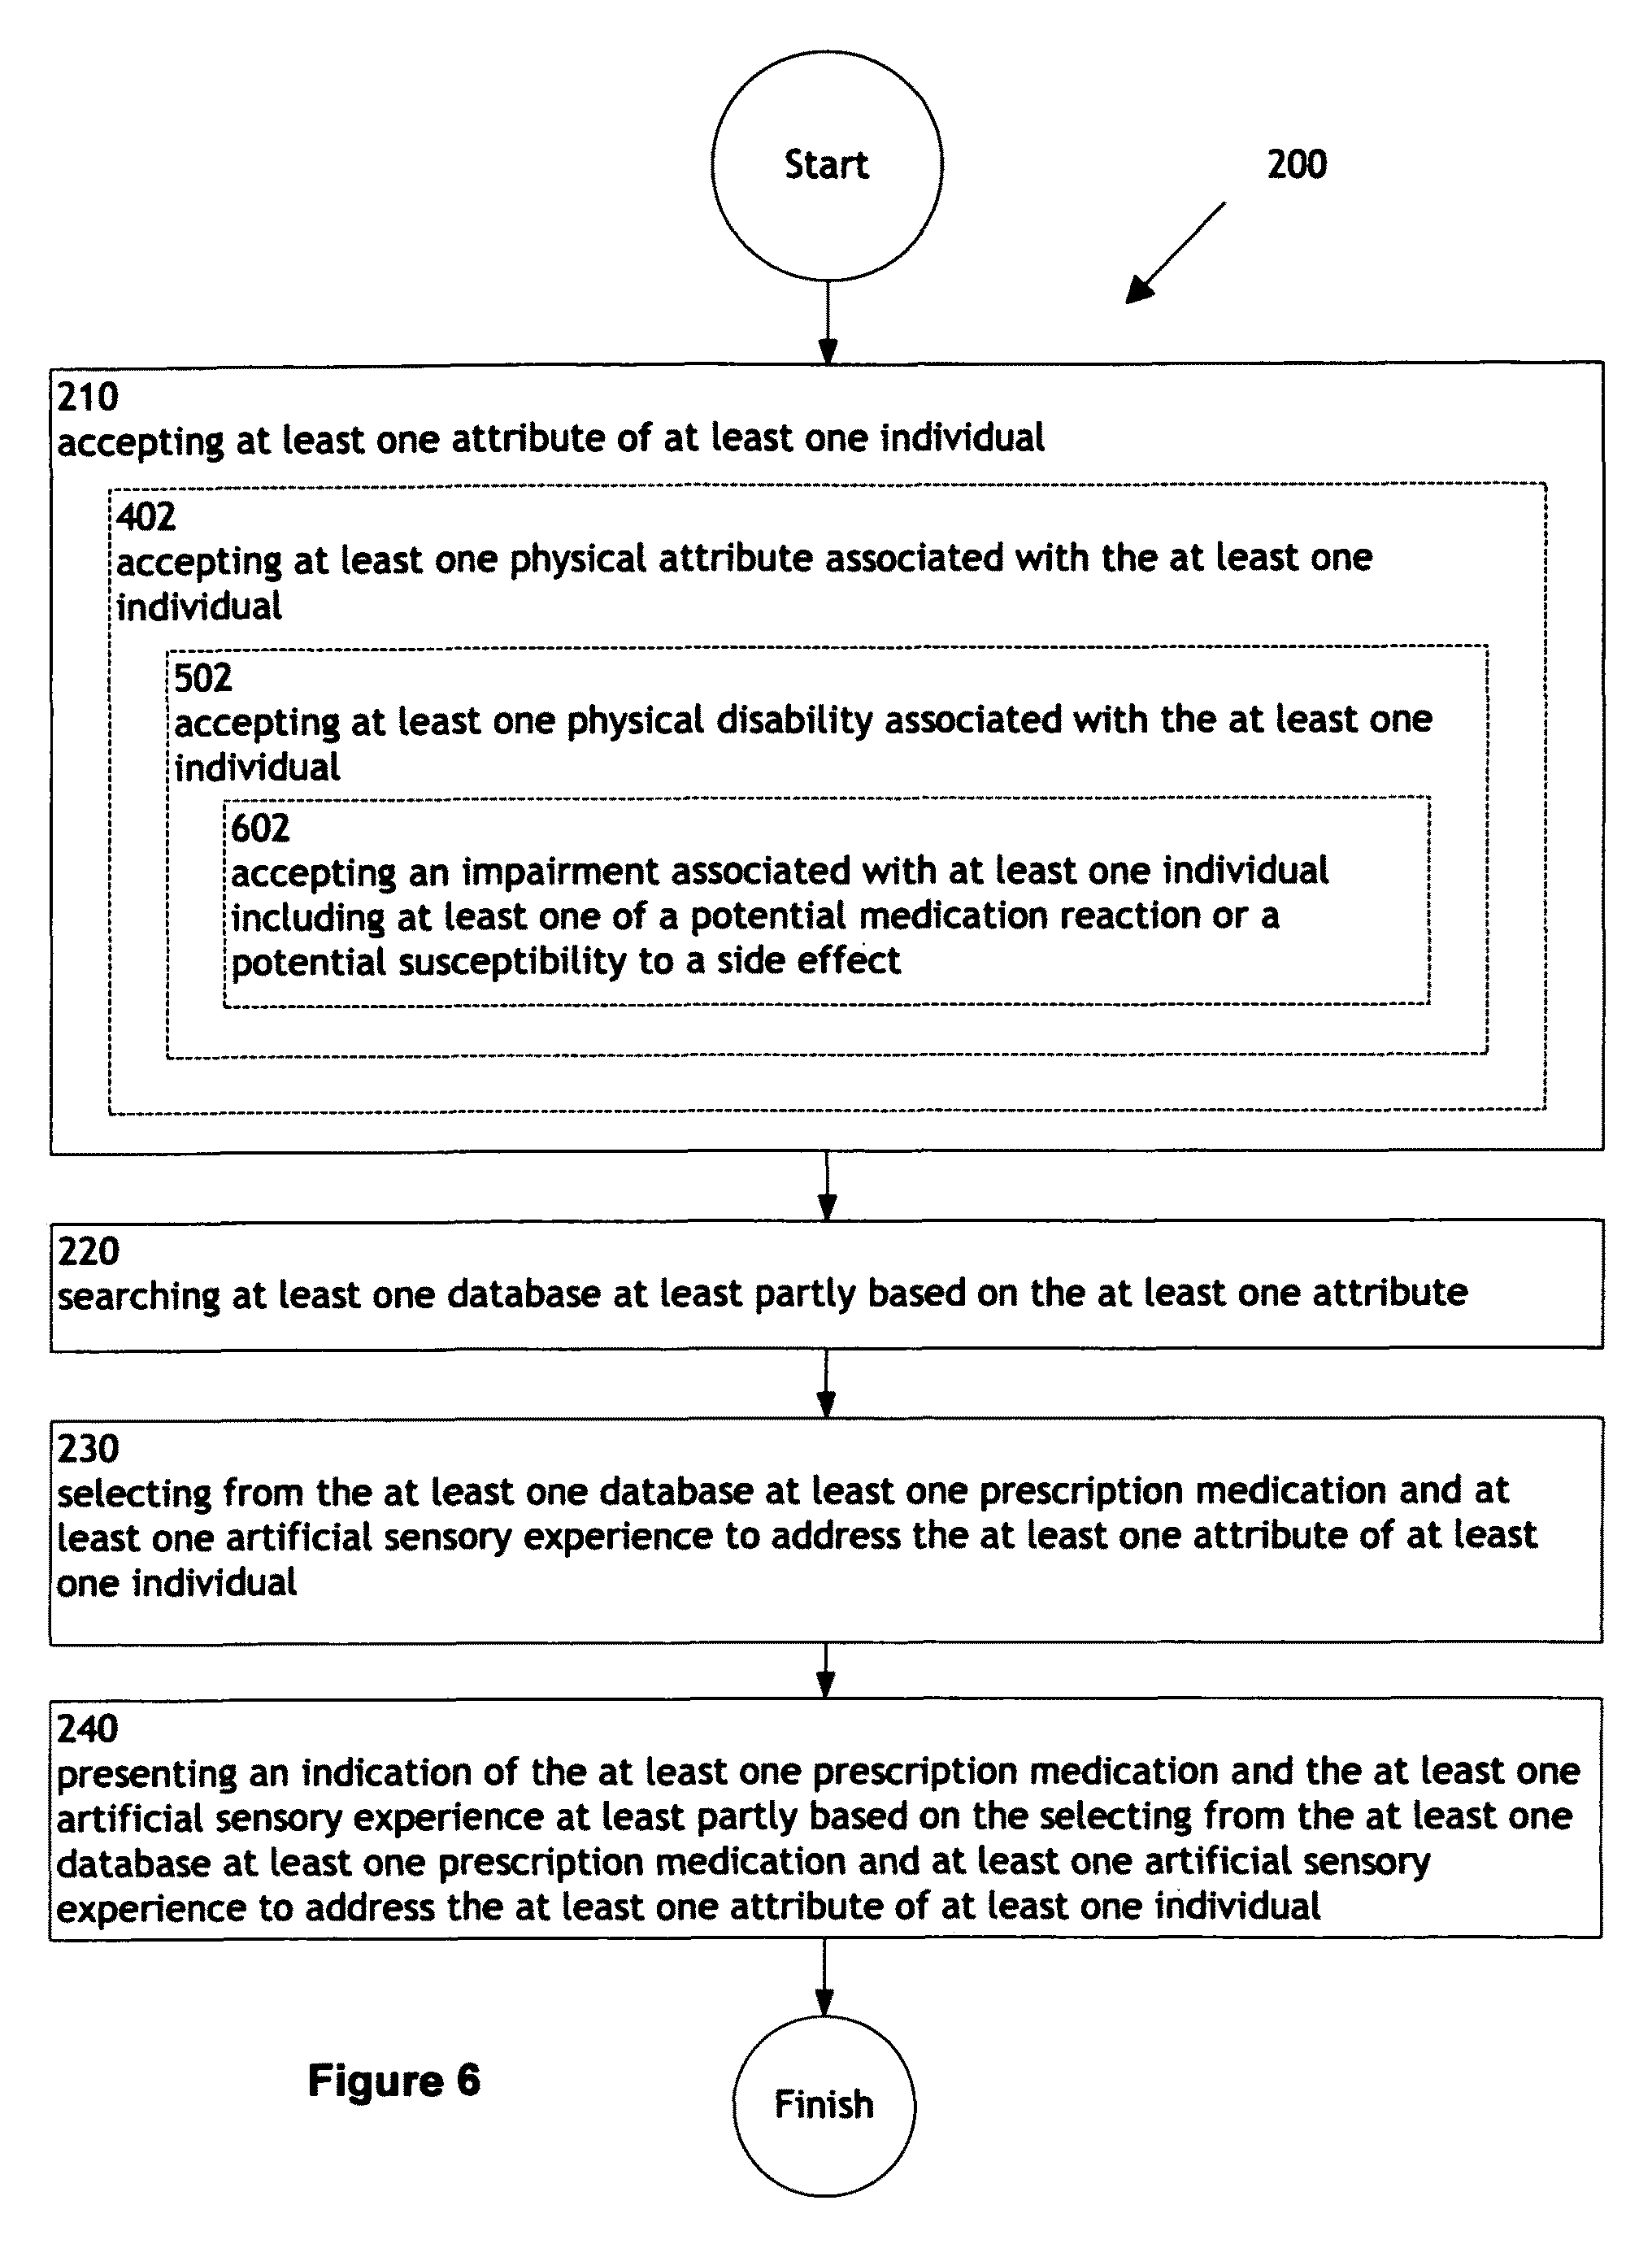 Start
200
210
accepting at least one attribute of at least one individual
402
accepting at least one physical attribute associated with the at least one
individual
502
accepting at least one physical disability associated with the at least one
individual
602
accepting an impairment associated with at least one individual
including at least one of a potential medication reaction or a
potential susceptibility to a side effect
220
searching at least one database at least partly based on the at least one attribute
230
selecting from the at least one database at least one prescription medication and at
least one artificial sensory experience to address the at least one attribute of at least
one individual
240
presenting an indication of the at least one prescription medication and the at least one
artificial sensory experience at least partly based on the selecting from the at least one
database at least one prescription medication and at least one artificial sensory
experience to address the at least one attribute of at least one individual
Figure 6
Finish